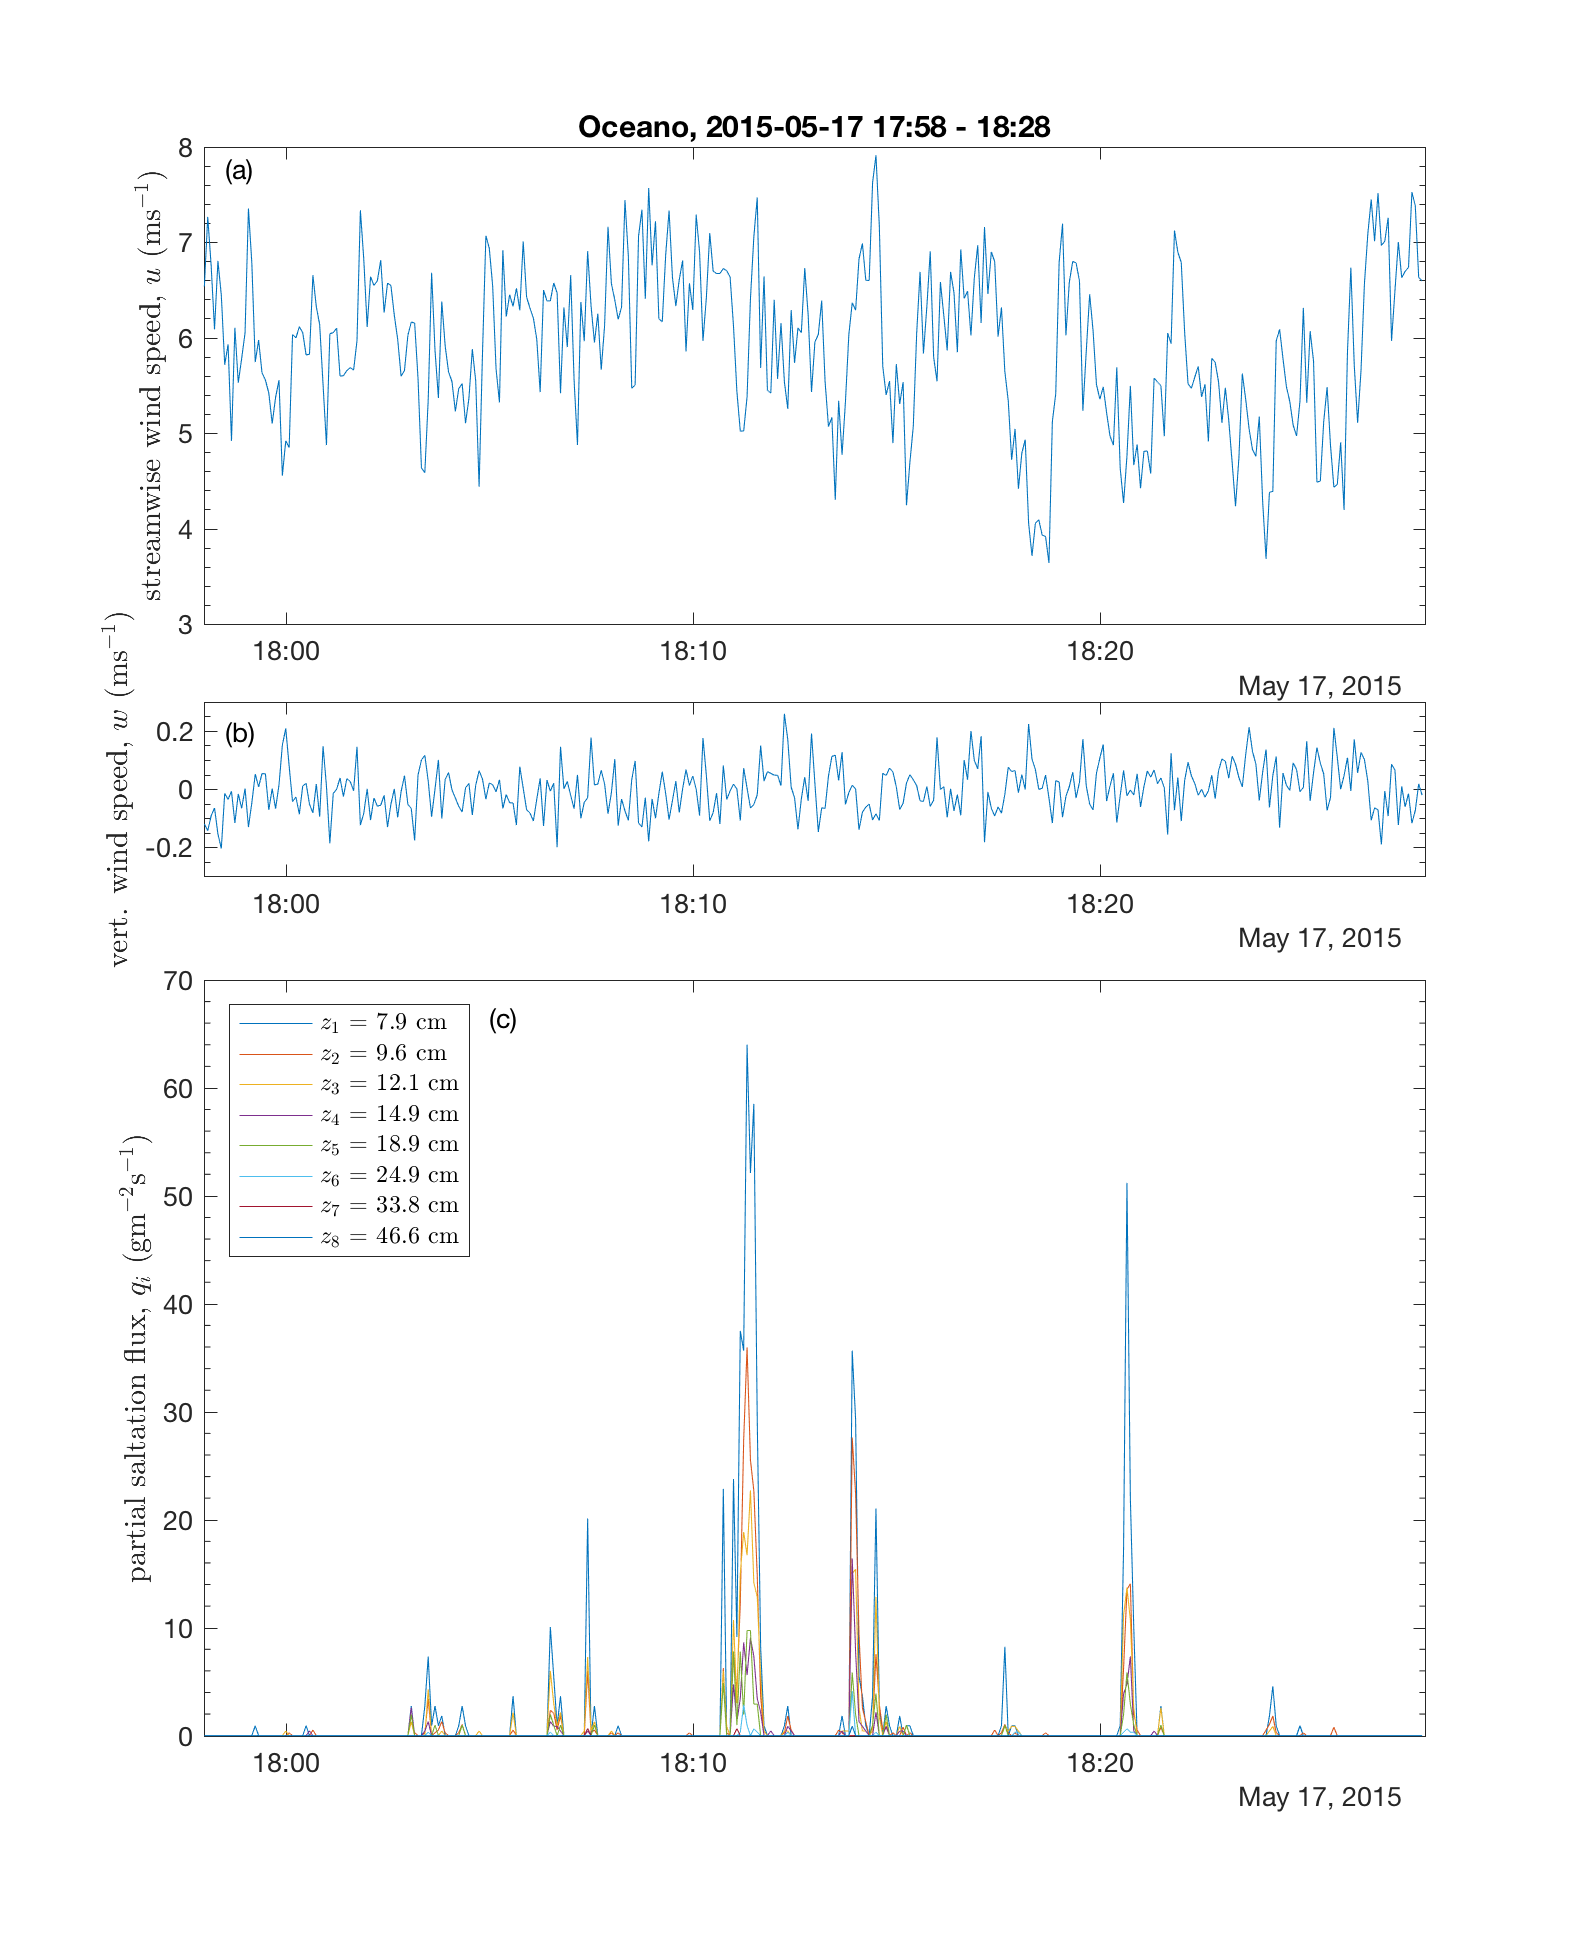 Oceano, 2015-05-17 17:58 - 18:28
(a)
streamwise wind speed, u (ms⁻¹)
8
7
6
5
4
3
18:00 18:10 18:20
May 17, 2015
(b)
vert. wind speed, w (ms⁻¹)
0.2
0
-0.2
18:00 18:10 18:20
May 17, 2015
(c)
partial saltation flux, qᵢ (gm⁻²s⁻¹)
70
60
50
40
30
20
10
0
z₁ = 7.9 cm
z₂ = 9.6 cm
z₃ = 12.1 cm
z₄ = 14.9 cm
z₅ = 18.9 cm
z₆ = 24.9 cm
z₇ = 33.8 cm
z₈ = 46.6 cm
18:00 18:10 18:20
May 17, 2015